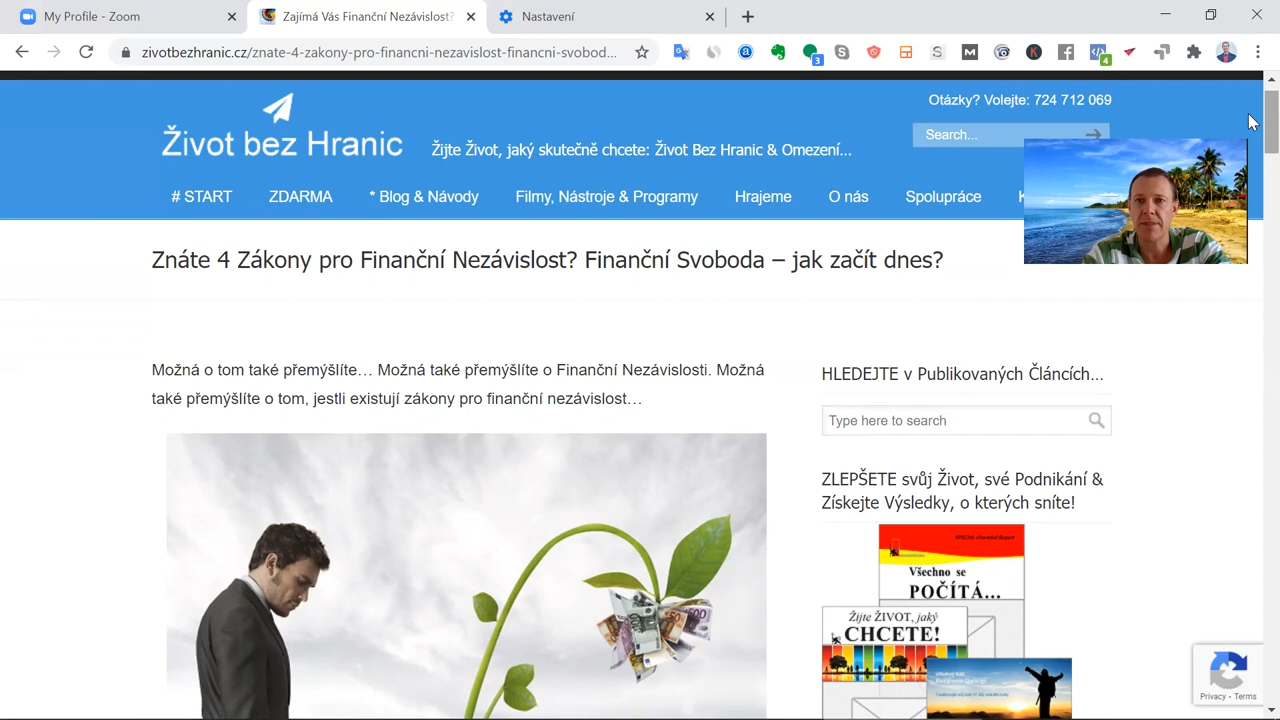 My Profile - Zoom
Zajímá Vás Finanční Nezávislost?
Nastavení
zivotbezhranic.cz/znate-4-zakony-pro-financni-nezavislost-financni-svobod...
3
4
Otázky? Volejte: 724 712 069
Život bez Hranic
Žijte Život, jaký skutečně chcete: Život Bez Hranic & Omezení...
Search...
# START ZDARMA * Blog & Návody Filmy, Nástroje & Programy Hrajeme O nás Spolupráce K
Znáte 4 Zákony pro Finanční Nezávislost? Finanční Svoboda – jak začít dnes?
Možná o tom také přemýšlíte… Možná také přemýšlíte o Finanční Nezávislosti. Možná
také přemýšlíte o tom, jestli existují zákony pro finanční nezávislost…
HLEDEJTE v Publikovaných Článcích…
Type here to search
ZLEPŠETE svůj Život, své Podnikání &
Získejte Výsledky, o kterých sníte!
Všechno se
POČÍTÁ...
Žijte ŽIVOT, jaký
CHCETE!
Privacy - Terms